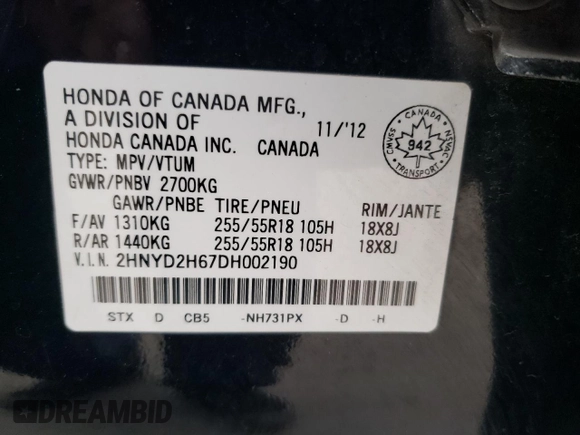 HONDA OF CANADA MFG.,
A DIVISION OF
HONDA CANADA INC. CANADA
11/'12
TYPE: MPV/VTUM
GVWR/PNBV 2700KG
GAWR/PNBE TIRE/PNEU RIM/JANTE
F/AV 1310KG 255/55R18 105H 18X8J
R/AR 1440KG 255/55R18 105H 18X8J
V.I.N. 2HNYD2H67DH002190
STX D CB5 -NH731PX -D -H
CANADA
CMVSS
942
NSVAC
TRANSPORT
DREAMBID